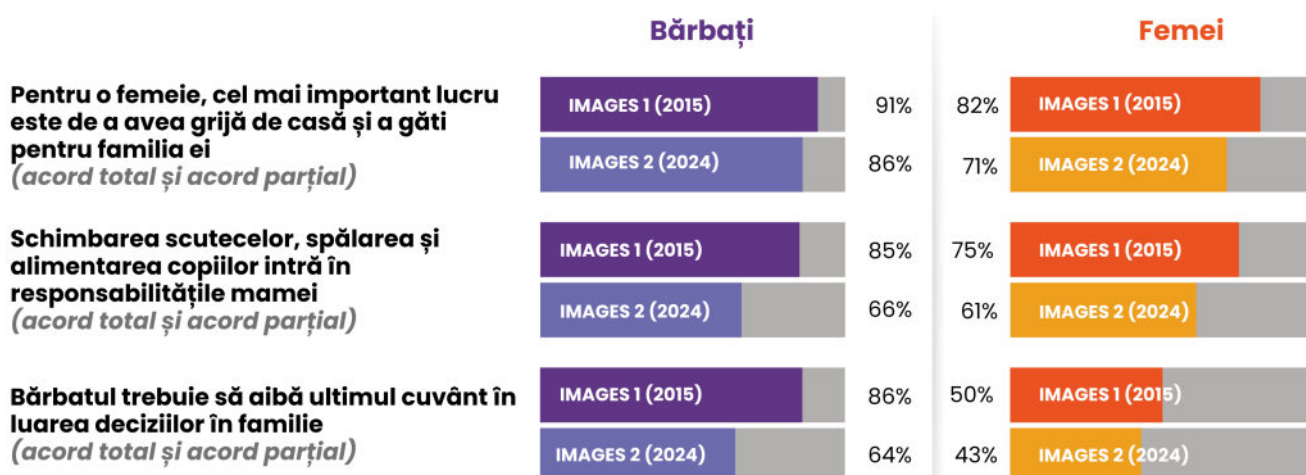 Bărbați
Femei
Pentru o femeie, cel mai important lucru
este de a avea grijă de casă și a găti
pentru familia ei
(acord total și acord parțial)
IMAGES 1 (2015)
91%
82%
IMAGES 1 (2015)
IMAGES 2 (2024)
86%
71%
IMAGES 2 (2024)
Schimbarea scutecelor, spălarea și
alimentarea copiilor intră în
responsabilitățile mamei
(acord total și acord parțial)
IMAGES 1 (2015)
85%
75%
IMAGES 1 (2015)
IMAGES 2 (2024)
66%
61%
IMAGES 2 (2024)
Bărbatul trebuie să aibă ultimul cuvânt în
luarea deciziilor în familie
(acord total și acord parțial)
IMAGES 1 (2015)
86%
50%
IMAGES 1 (2015)
IMAGES 2 (2024)
64%
43%
IMAGES 2 (2024)